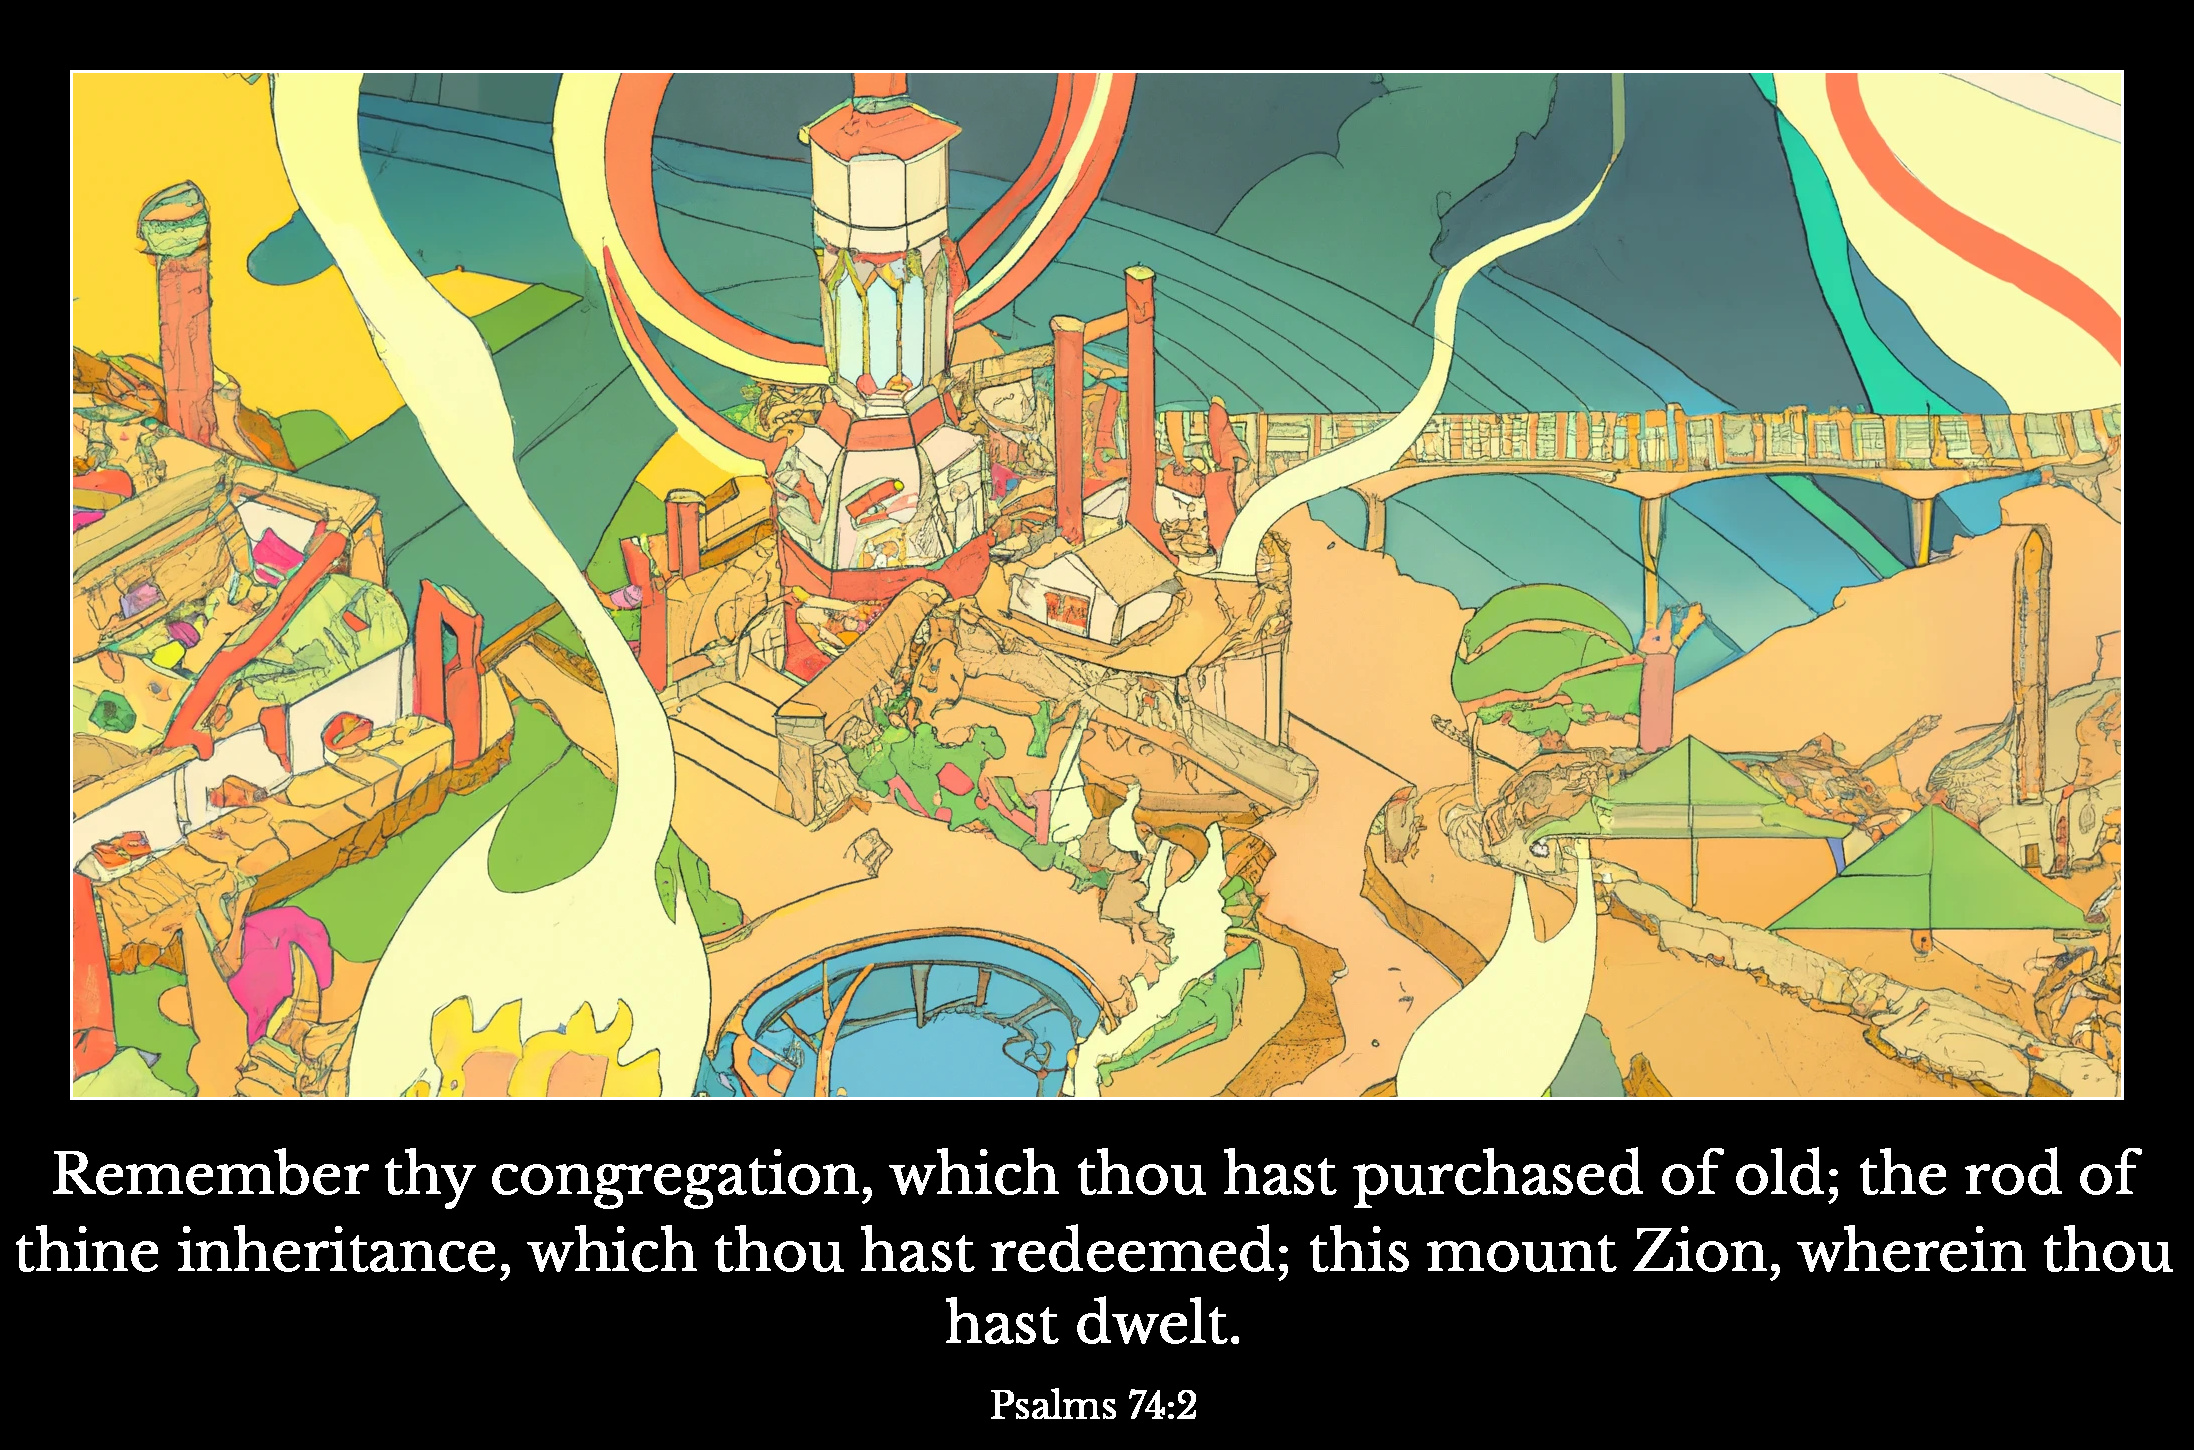 Remember thy congregation, which thou hast purchased of old; the rod of
thine inheritance, which thou hast redeemed; this mount Zion, wherein thou
hast dwelt.
Psalms 74:2